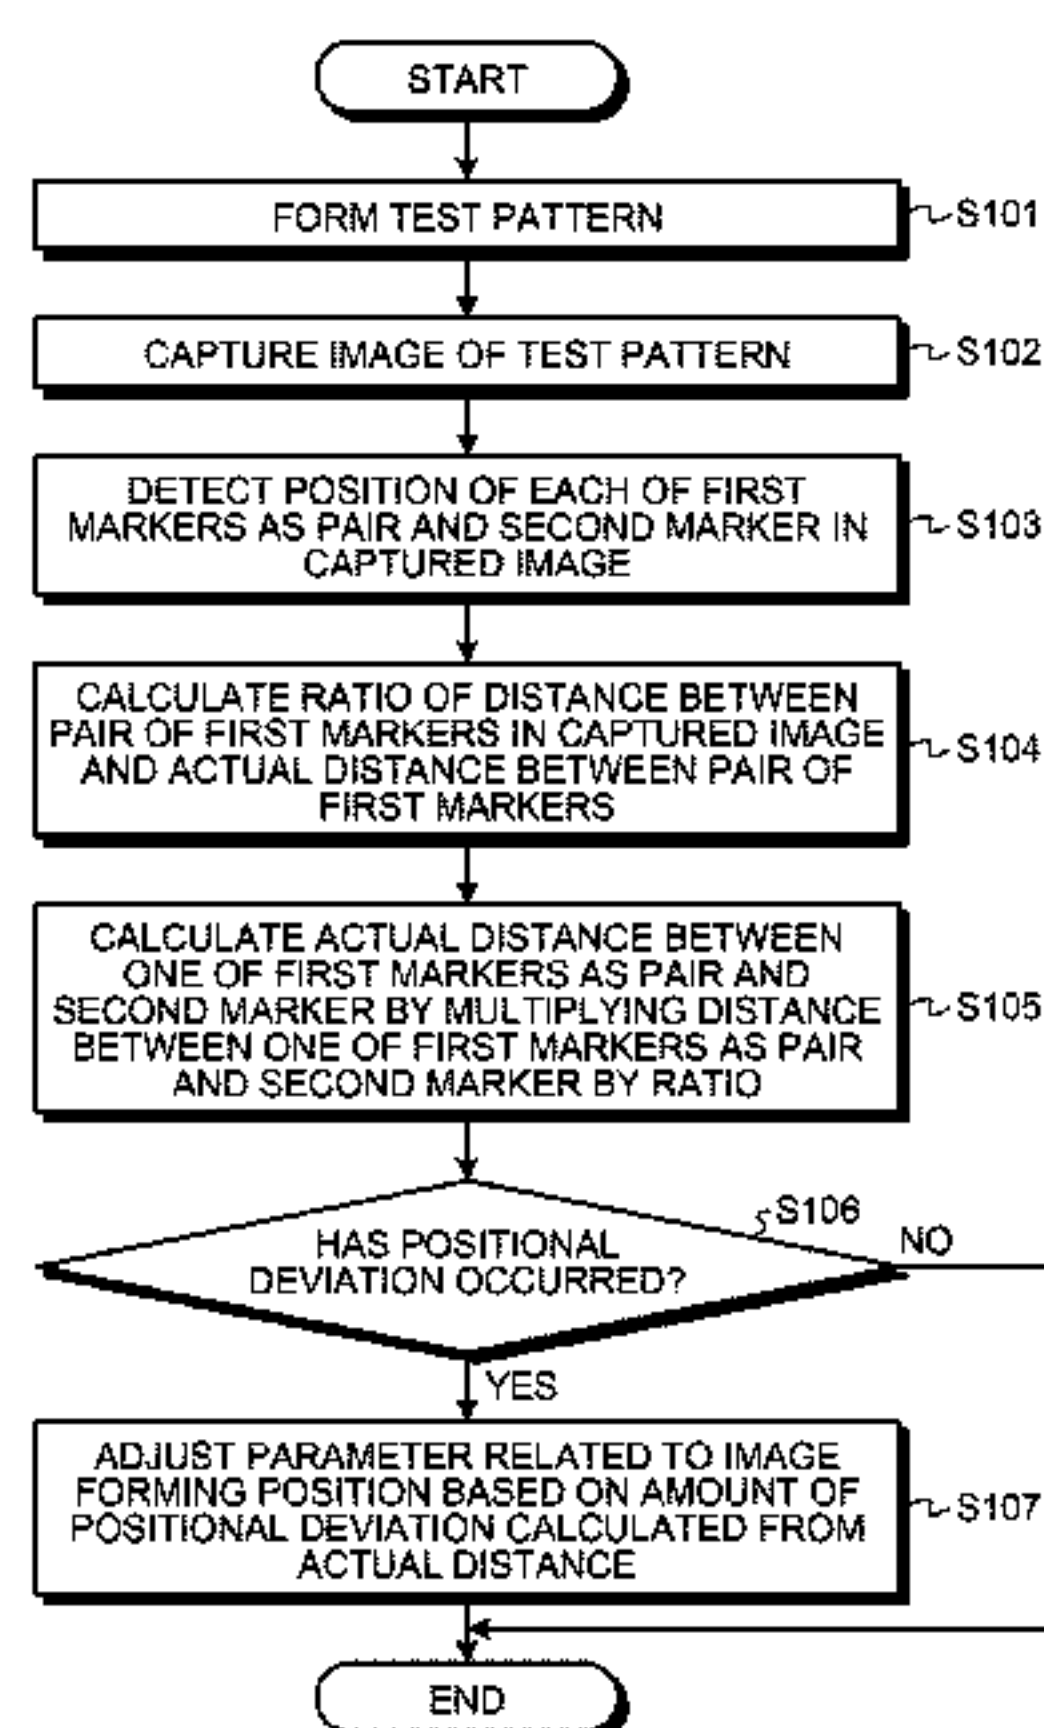 START
FORM TEST PATTERN
S101
CAPTURE IMAGE OF TEST PATTERN
S102
DETECT POSITION OF EACH OF FIRST
MARKERS AS PAIR AND SECOND MARKER IN
CAPTURED IMAGE
S103
CALCULATE RATIO OF DISTANCE BETWEEN
PAIR OF FIRST MARKERS IN CAPTURED IMAGE
AND ACTUAL DISTANCE BETWEEN PAIR OF
FIRST MARKERS
S104
CALCULATE ACTUAL DISTANCE BETWEEN
ONE OF FIRST MARKERS AS PAIR AND
SECOND MARKER BY MULTIPLYING DISTANCE
BETWEEN ONE OF FIRST MARKERS AS PAIR
AND SECOND MARKER BY RATIO
S105
S106
HAS POSITIONAL
DEVIATION OCCURRED?
NO
YES
ADJUST PARAMETER RELATED TO IMAGE
FORMING POSITION BASED ON AMOUNT OF
POSITIONAL DEVIATION CALCULATED FROM
ACTUAL DISTANCE
S107
END